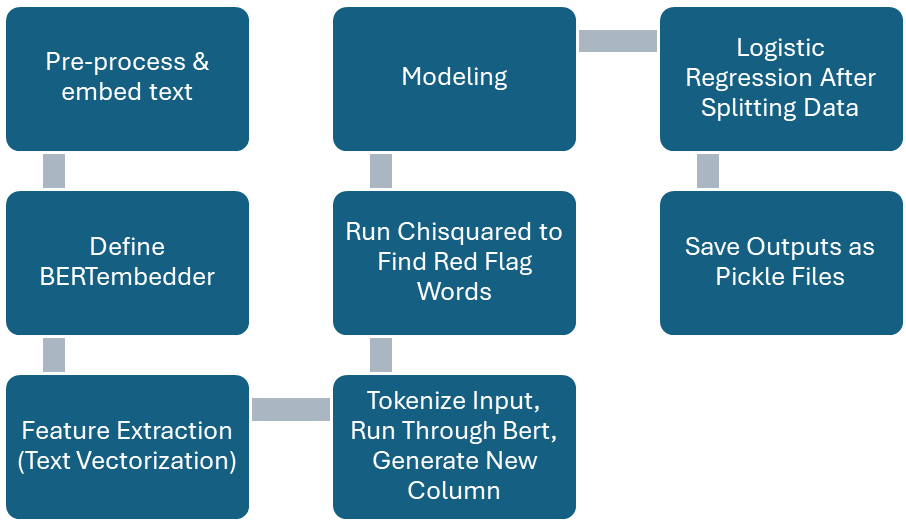 Pre-process &
embed text
Define
BERTembedder
Feature Extraction
(Text Vectorization)
Tokenize Input,
Run Through Bert,
Generate New
Column
Run Chisquared to
Find Red Flag
Words
Modeling
Logistic
Regression After
Splitting Data
Save Outputs as
Pickle Files